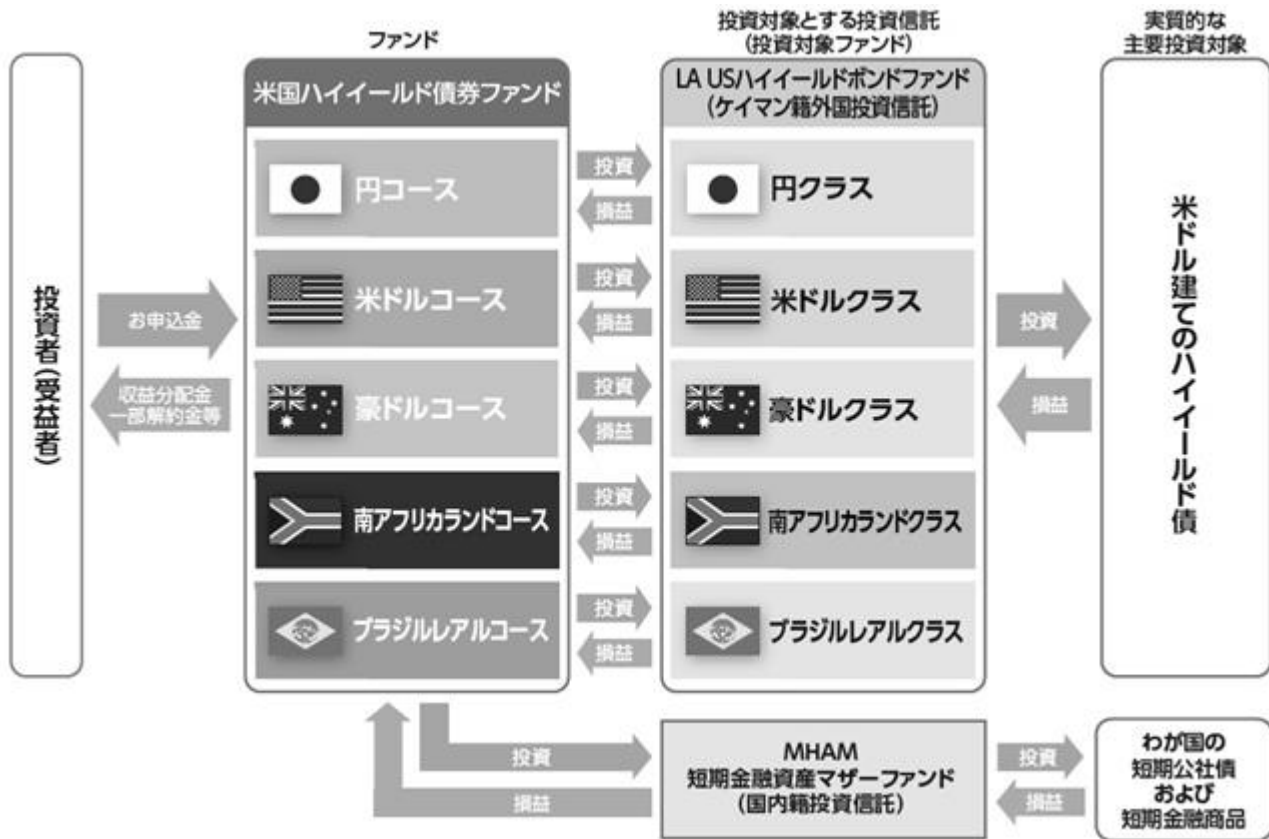 ファンド
投資対象とする投資信託
(投資対象ファンド)
実質的な
主要投資対象
投資者(受益者)
お申込金
収益分配金
一部解約金等
米国ハイイールド債券ファンド
円コース
米ドルコース
豪ドルコース
南アフリカランドコース
ブラジルレアルコース
投資
損益
投資
損益
投資
損益
投資
損益
投資
損益
LA USハイイールドボンドファンド
(ケイマン籍外国投資信託)
円クラス
米ドルクラス
豪ドルクラス
南アフリカランドクラス
ブラジルレアルクラス
投資
損益
米ドル建てのハイイールド債
投資
損益
MHAM
短期金融資産マザーファンド
(国内籍投資信託)
投資
損益
わが国の
短期公社債
および
短期金融商品